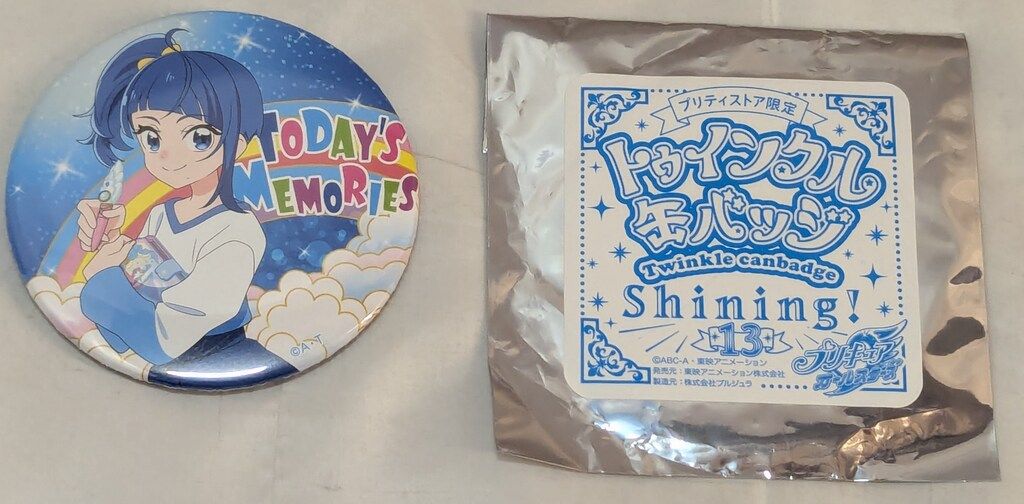 TODAY'S
MEMORIES
©A・T
プリティストア限定
トゥインクル
缶バッジ
Twinkle canbadge
Shining!
13
©ABC-A・東映アニメーション
発売元：東映アニメーション株式会社
製造元：株式会社プルジュラ
プリキュア
オールスターズ